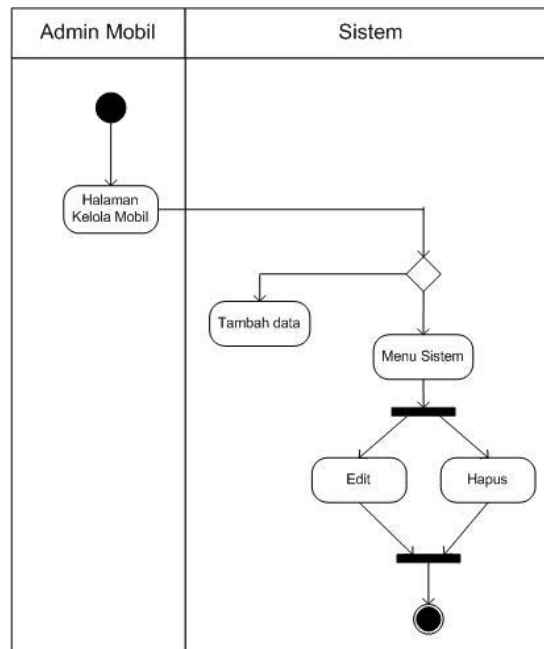 Admin Mobil
Sistem
Halaman
Kelola Mobil
Tambah data
Menu Sistem
Edit
Hapus